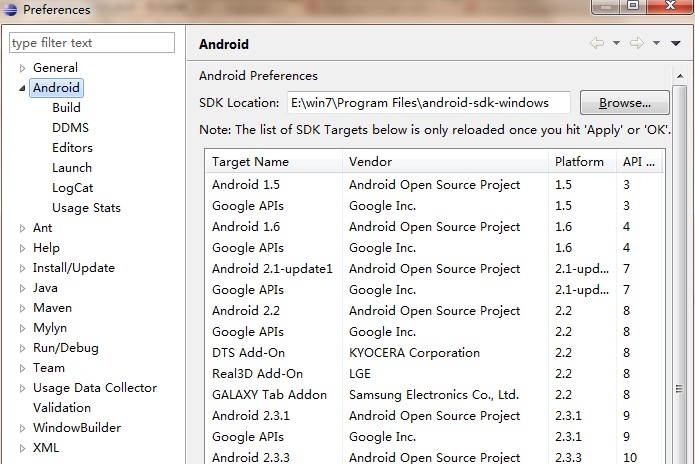 Preferences
type filter text
General
Android
Build
DDMS
Editors
Launch
LogCat
Usage Stats
Ant
Help
Install/Update
Java
Maven
Mylyn
Run/Debug
Team
Usage Data Collector
Validation
WindowBuilder
XML
Android
Android Preferences
SDK Location: E:\win7\Program Files\android-sdk-windows Browse...
Note: The list of SDK Targets below is only reloaded once you hit 'Apply' or 'OK'.
Target Name Vendor Platform API ...
Android 1.5 Android Open Source Project 1.5 3
Google APIs Google Inc. 1.5 3
Android 1.6 Android Open Source Project 1.6 4
Google APIs Google Inc. 1.6 4
Android 2.1-update1 Android Open Source Project 2.1-upd... 7
Google APIs Google Inc. 2.1-upd... 7
Android 2.2 Android Open Source Project 2.2 8
Google APIs Google Inc. 2.2 8
DTS Add-On KYOCERA Corporation 2.2 8
Real3D Add-On LGE 2.2 8
GALAXY Tab Addon Samsung Electronics Co., Ltd. 2.2 8
Android 2.3.1 Android Open Source Project 2.3.1 9
Google APIs Google Inc. 2.3.1 9
Android 2.3.3 Android Open Source Project 2.3.3 10